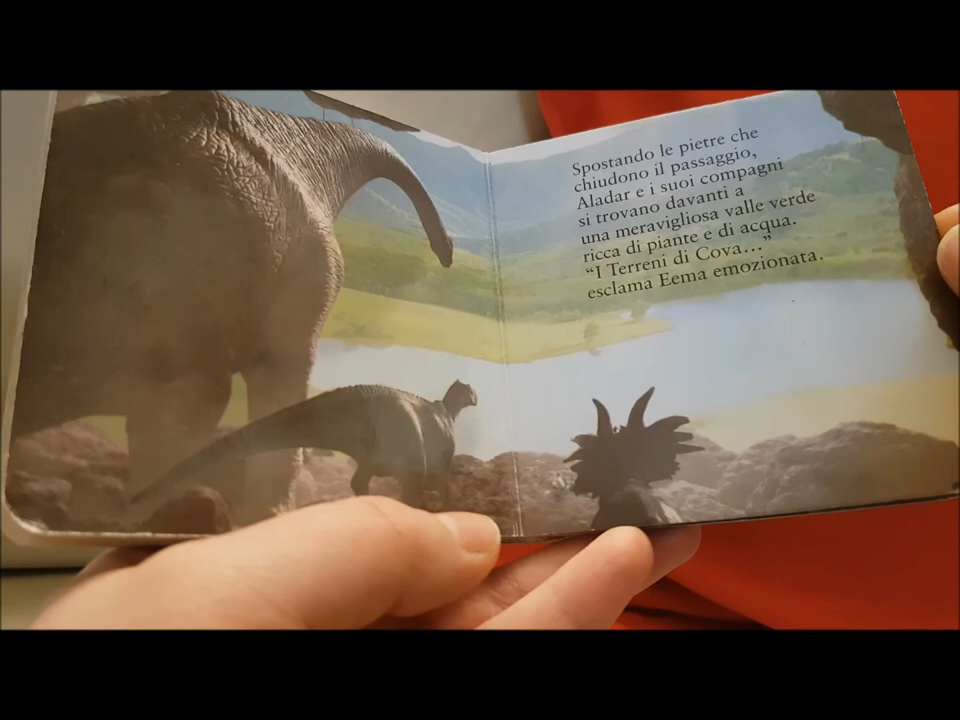 Spostando le pietre che
chiudono il passaggio,
Aladar e i suoi compagni
si trovano davanti a
una meravigliosa valle verde
ricca di piante e di acqua.
“I Terreni di Cova...”
esclama Eema emozionata.